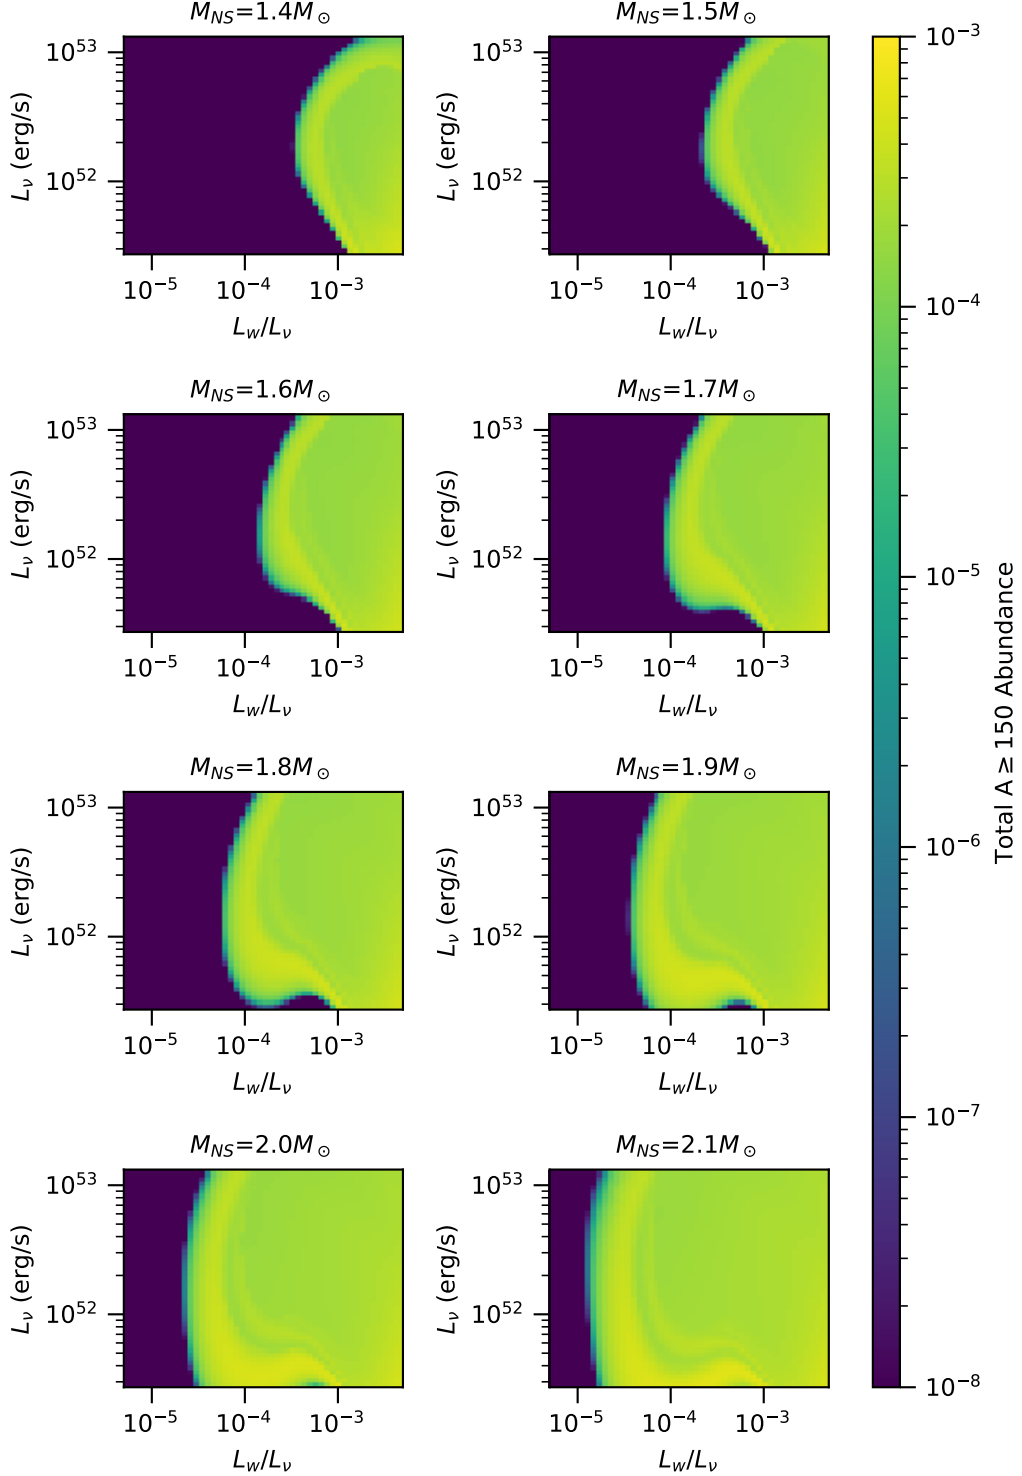 M_NS=1.4M_⊙ M_NS=1.5M_⊙
10^53 10^53
L_ν (erg/s) L_ν (erg/s)
10^52 10^52
10^−5 10^−4 10^−3 10^−5 10^−4 10^−3
L_w/L_ν L_w/L_ν
M_NS=1.6M_⊙ M_NS=1.7M_⊙
10^53 10^53
L_ν (erg/s) L_ν (erg/s)
10^52 10^52
10^−5 10^−4 10^−3 10^−5 10^−4 10^−3
L_w/L_ν L_w/L_ν
M_NS=1.8M_⊙ M_NS=1.9M_⊙
10^53 10^53
L_ν (erg/s) L_ν (erg/s)
10^52 10^52
10^−5 10^−4 10^−3 10^−5 10^−4 10^−3
L_w/L_ν L_w/L_ν
M_NS=2.0M_⊙ M_NS=2.1M_⊙
10^53 10^53
L_ν (erg/s) L_ν (erg/s)
10^52 10^52
10^−5 10^−4 10^−3 10^−5 10^−4 10^−3
L_w/L_ν L_w/L_ν
10^−3
10^−4
10^−5
10^−6
10^−7
10^−8
Total A ≥ 150 Abundance